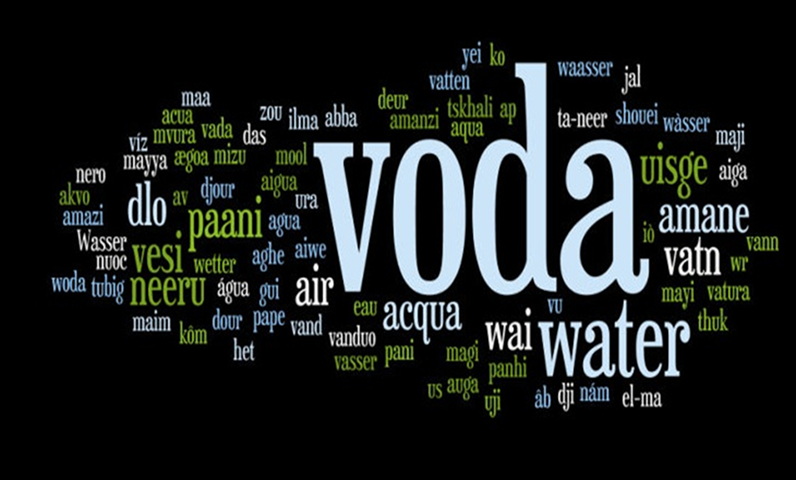 yei ko
waasser
jal
vatten
maa
deur
tskhali ap
acua
zou
ilma abba
amanzi
aqua
ta-neer
shouei
wàsser
maji
mvura vada
das
víz
voda
mayya
ægoa mizu
mool
uisge
aiga
nero
akvo
av
djour
aigua
ura
amazi
dlo
paani
agua
amane
iò
Wasser
vesi
wetter
aghe
aiwe
vatn
vann
wr
nuoc
woda tubig
neeru
água
gui
air
mayi
vatura
eau
acqua
vu
thuk
maim
kôm
dour
pape
vand
vanduo
wai
water
het
vasser
pani
magi
panhi
us
auga
uji
âb
dji
nám
el-ma